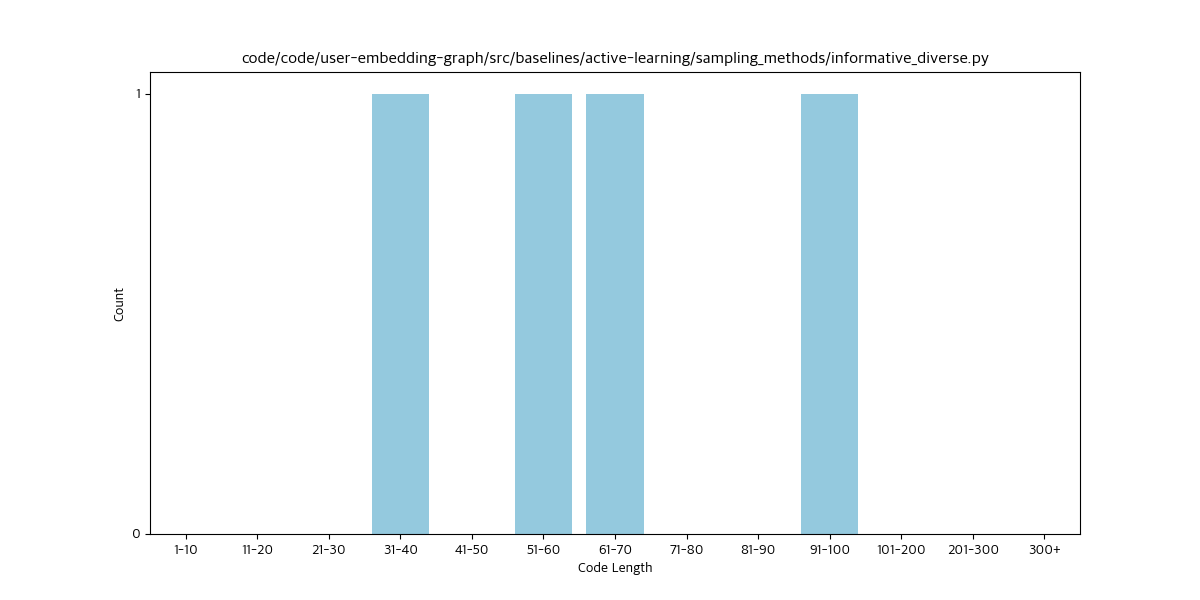 code/code/user-embedding-graph/src/baselines/active-learning/sampling_methods/informative_diverse.py
1
Count
0
1-10 11-20 21-30 31-40 41-50 51-60 61-70 71-80 81-90 91-100 101-200 201-300 300+
Code Length